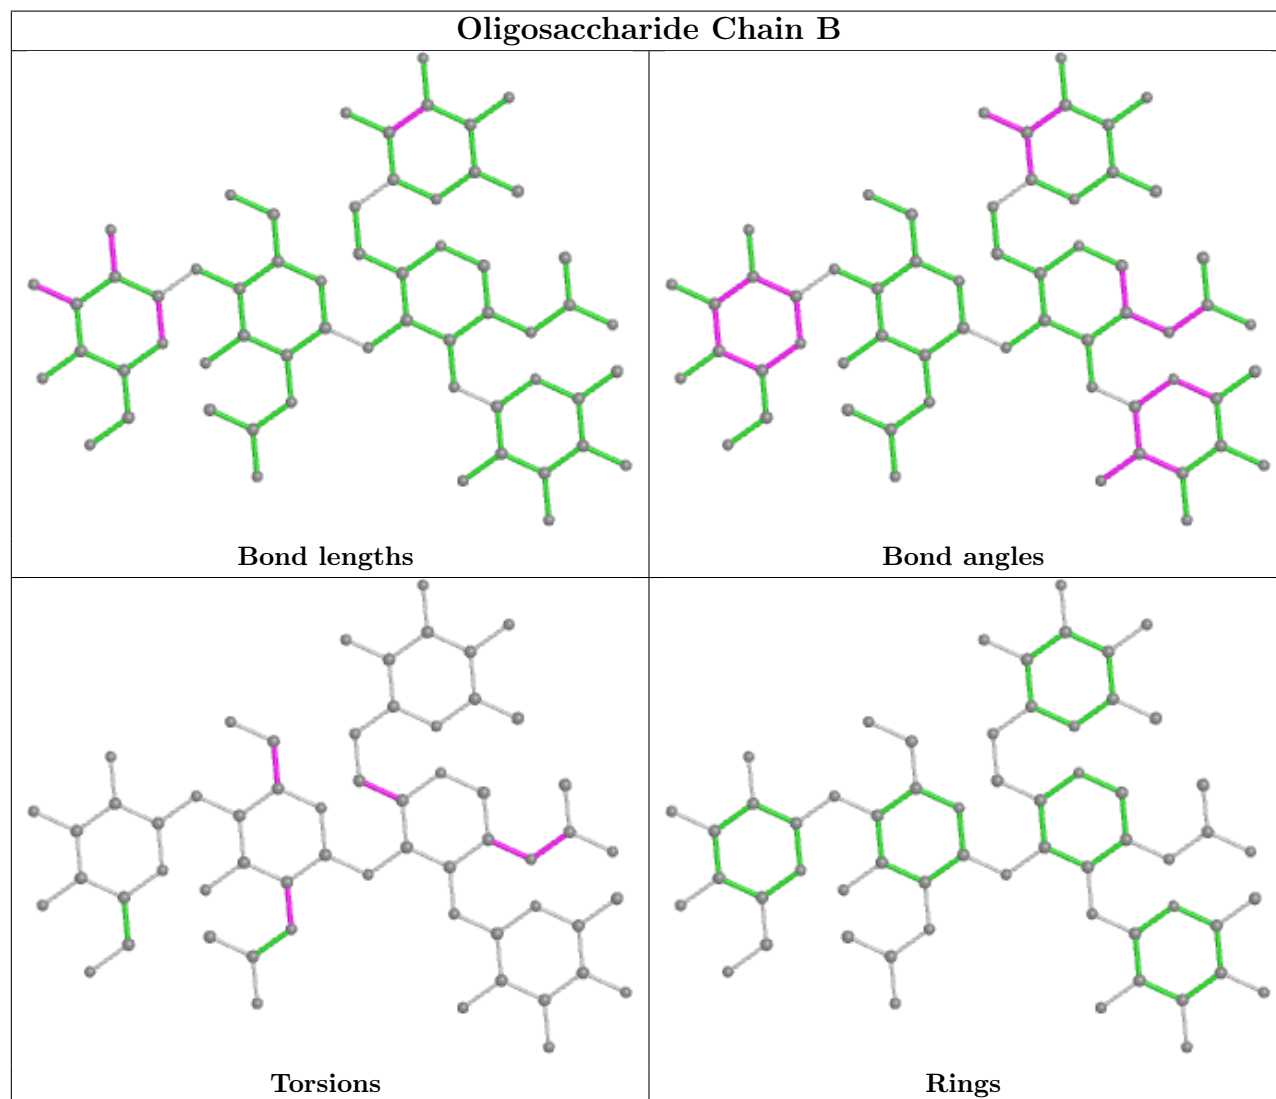 Oligosaccharide Chain B
Bond lengths
Bond angles
Torsions
Rings